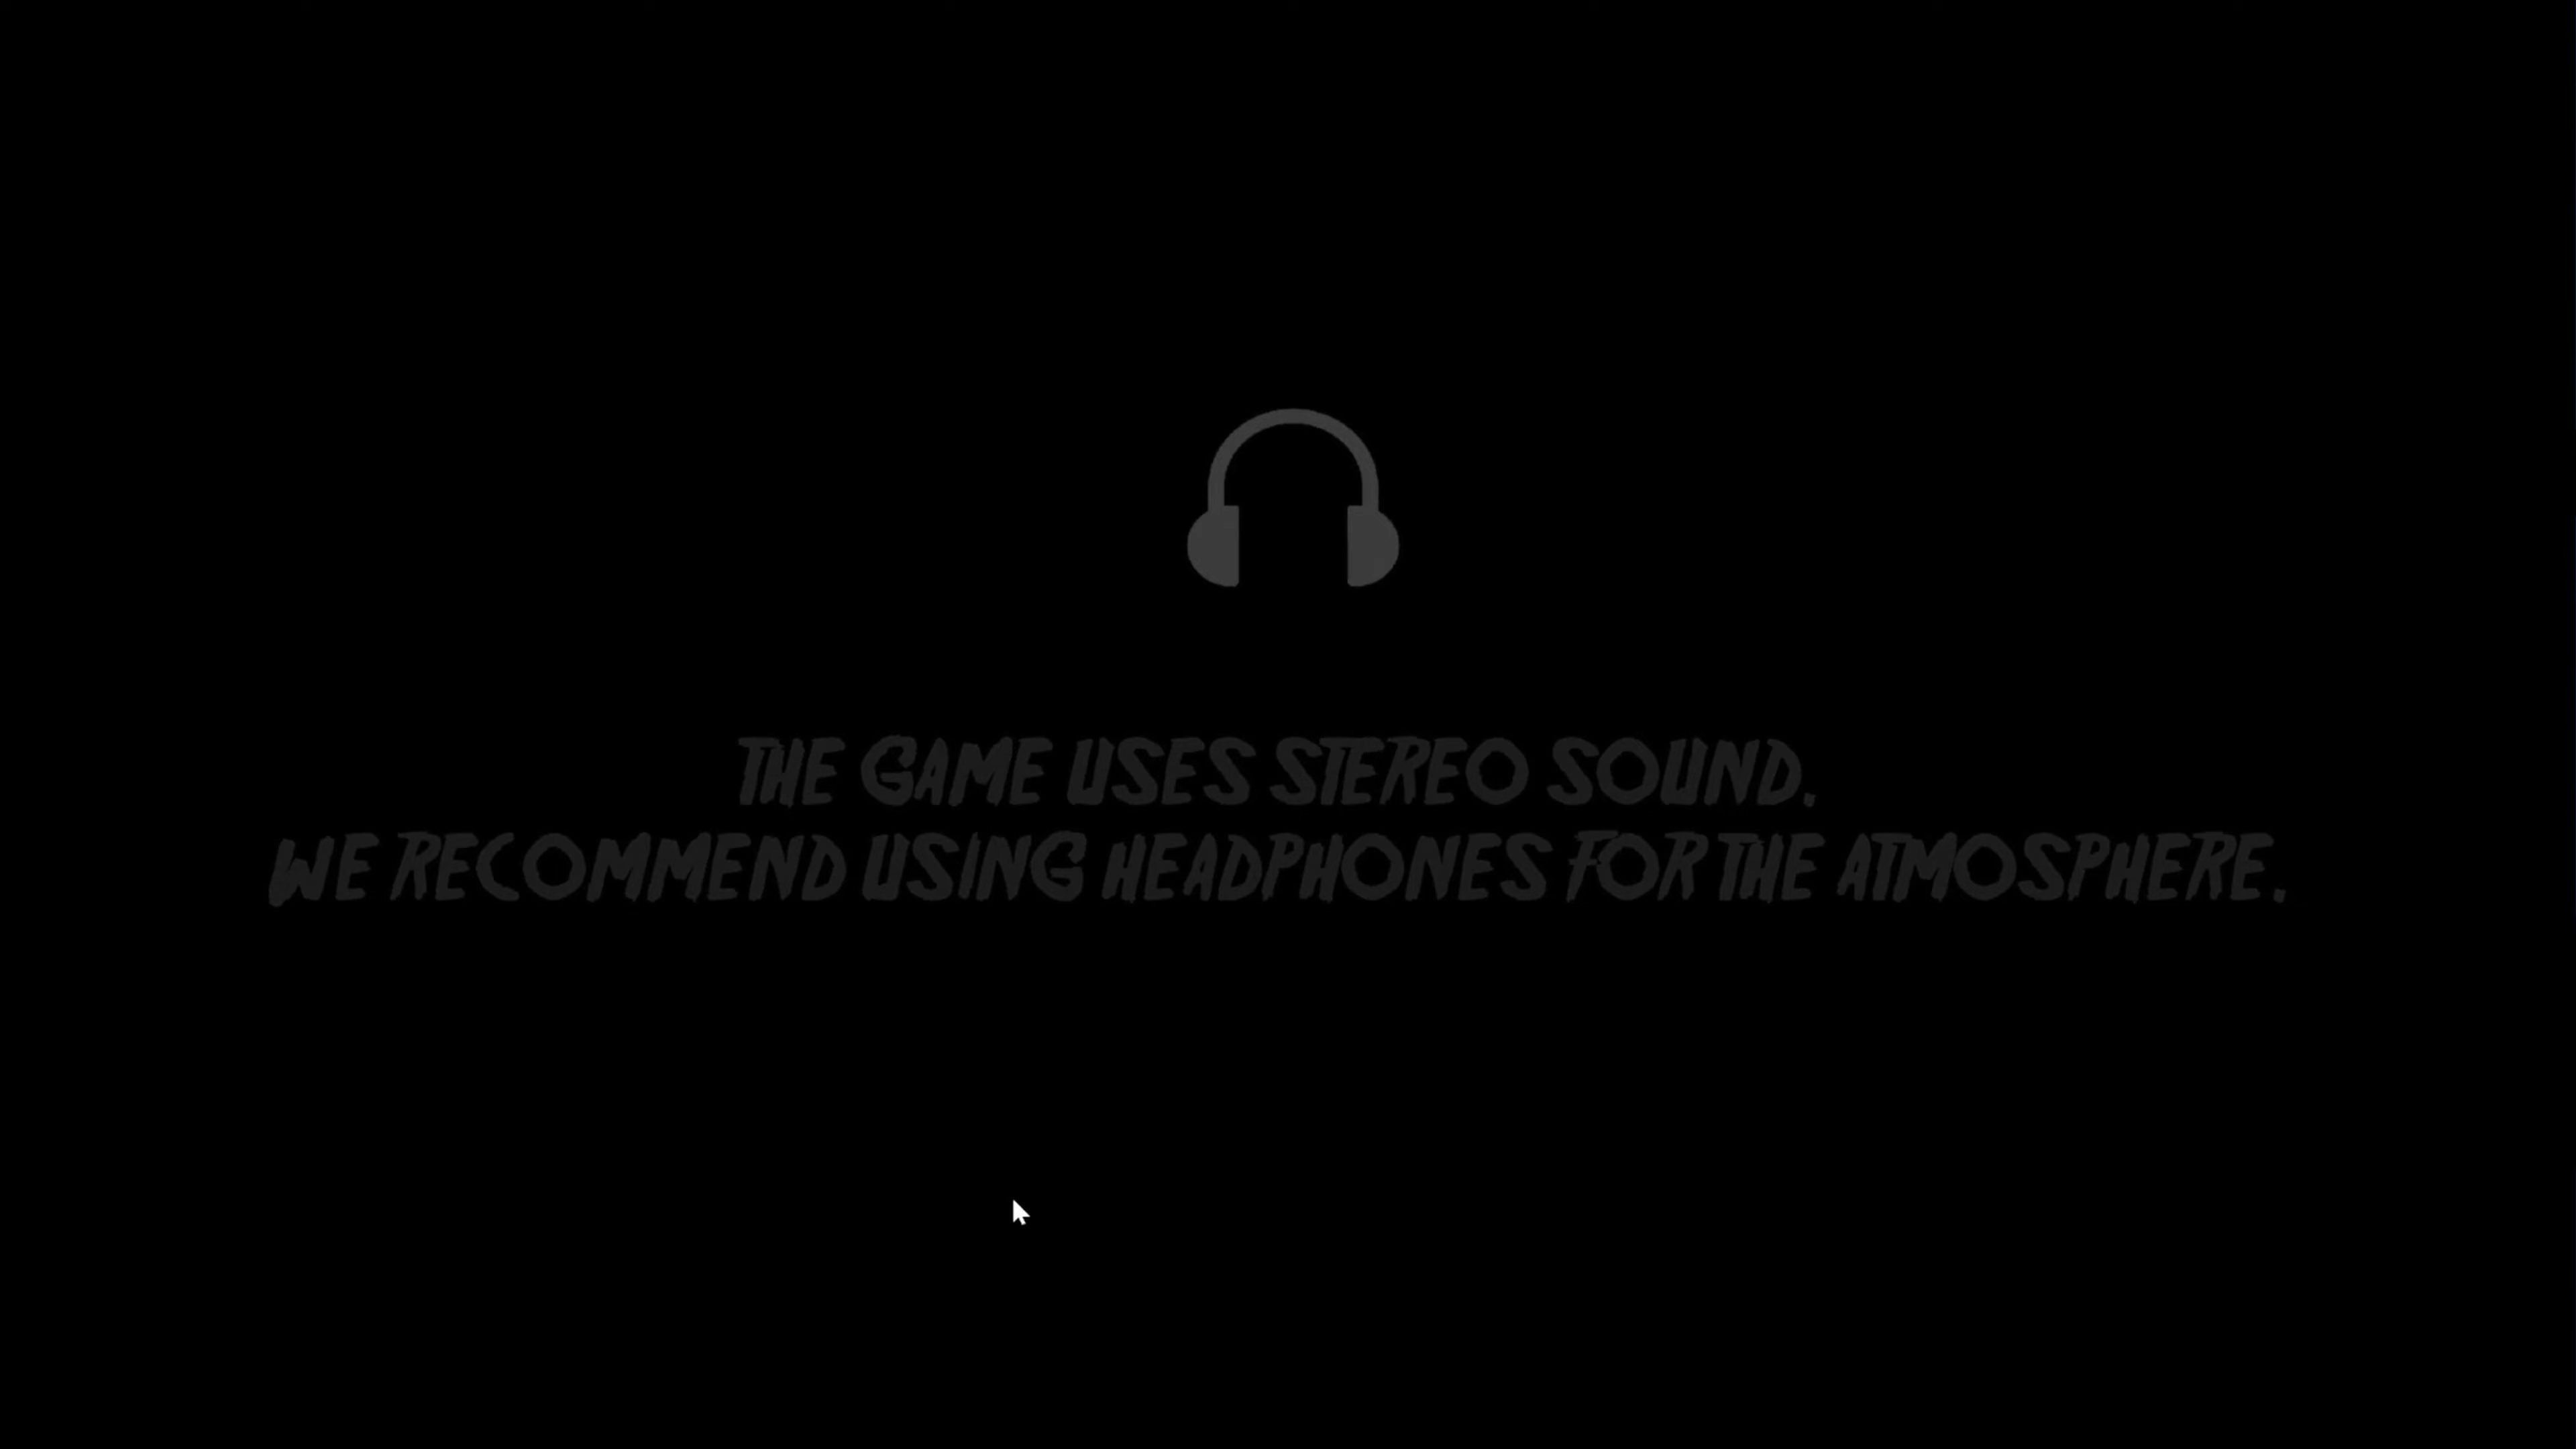 THE GAME USES STEREO SOUND.
WE RECOMMEND USING HEADPHONES FOR THE ATMOSPHERE.